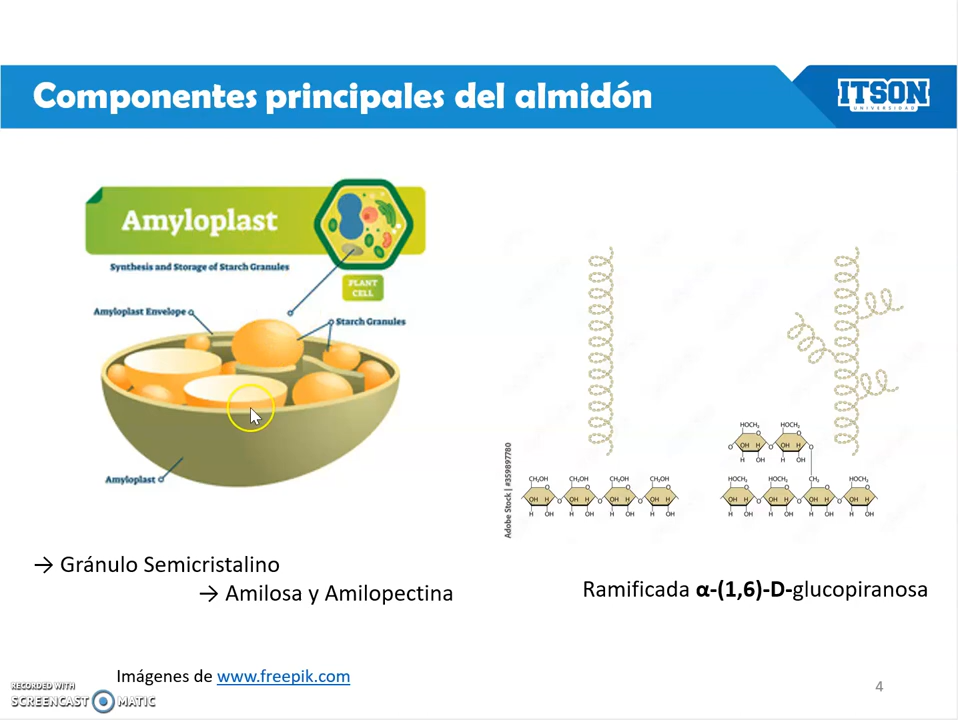 Componentes principales del almidón
ITSON
UNIVERSIDAD
Amyloplast
Synthesis and Storage of Starch Granules
PLANT
CELL
Amyloplast Envelope
Starch Granules
Amyloplast
Adobe Stock | #359897780
HOCH₂ HOCH₂
O O
O OH H OH H O
H OH H OH
CH₂OH CH₂OH CH₂OH CH₂OH
O O O O
OH H O OH H O OH H O OH H
H OH H OH H OH H OH
HOCH₂ HOCH₂ CH₂ HOCH₂
O O O O
OH H O OH H O OH H O OH H
H OH H OH H OH H OH
→ Gránulo Semicristalino
→ Amilosa y Amilopectina
Ramificada α-(1,6)-D-glucopiranosa
Imágenes de www.freepik.com
4
RECORDED WITH
SCREENCAST MATIC